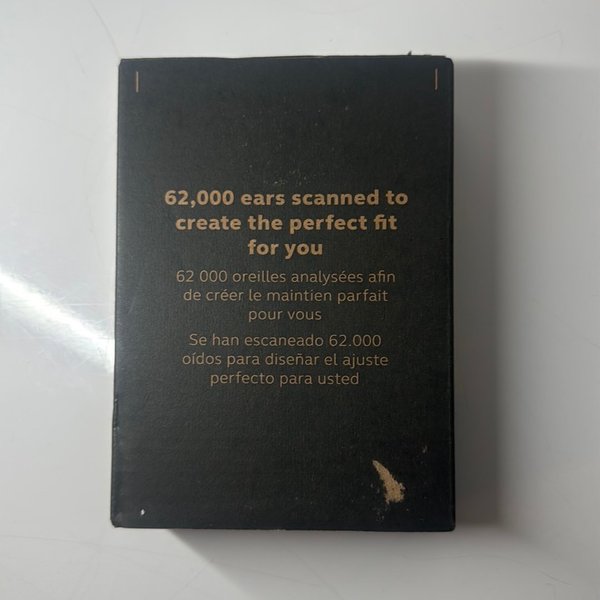 62,000 ears scanned to
create the perfect fit
for you
62 000 oreilles analysées afin
de créer le maintien parfait
pour vous
Se han escaneado 62.000
oídos para diseñar el ajuste
perfecto para usted